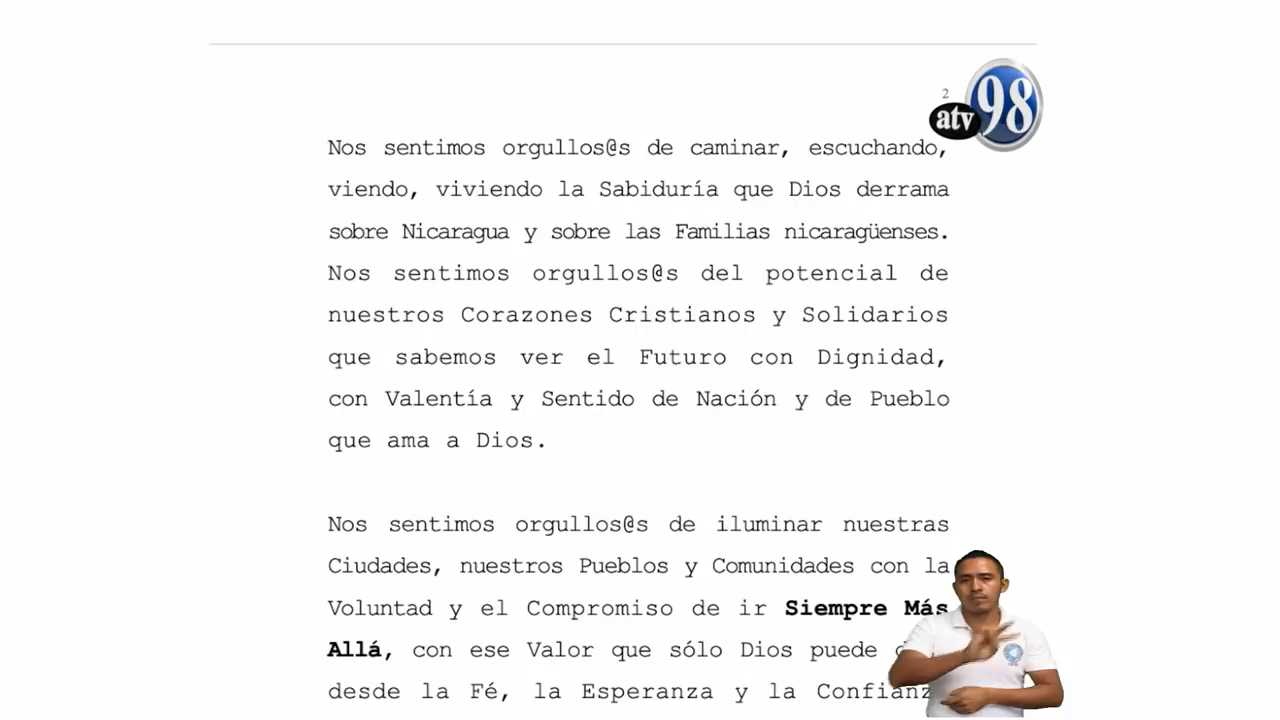 2
atv 98
Nos sentimos orgullos@s de caminar, escuchando,
viendo, viviendo la Sabiduría que Dios derrama
sobre Nicaragua y sobre las Familias nicaragüenses.
Nos sentimos orgullos@s del potencial de
nuestros Corazones Cristianos y Solidarios
que sabemos ver el Futuro con Dignidad,
con Valentía y Sentido de Nación y de Pueblo
que ama a Dios.
Nos sentimos orgullos@s de iluminar nuestras
Ciudades, nuestros Pueblos y Comunidades con la
Voluntad y el Compromiso de ir Siempre Más
Allá, con ese Valor que sólo Dios puede
desde la Fé, la Esperanza y la